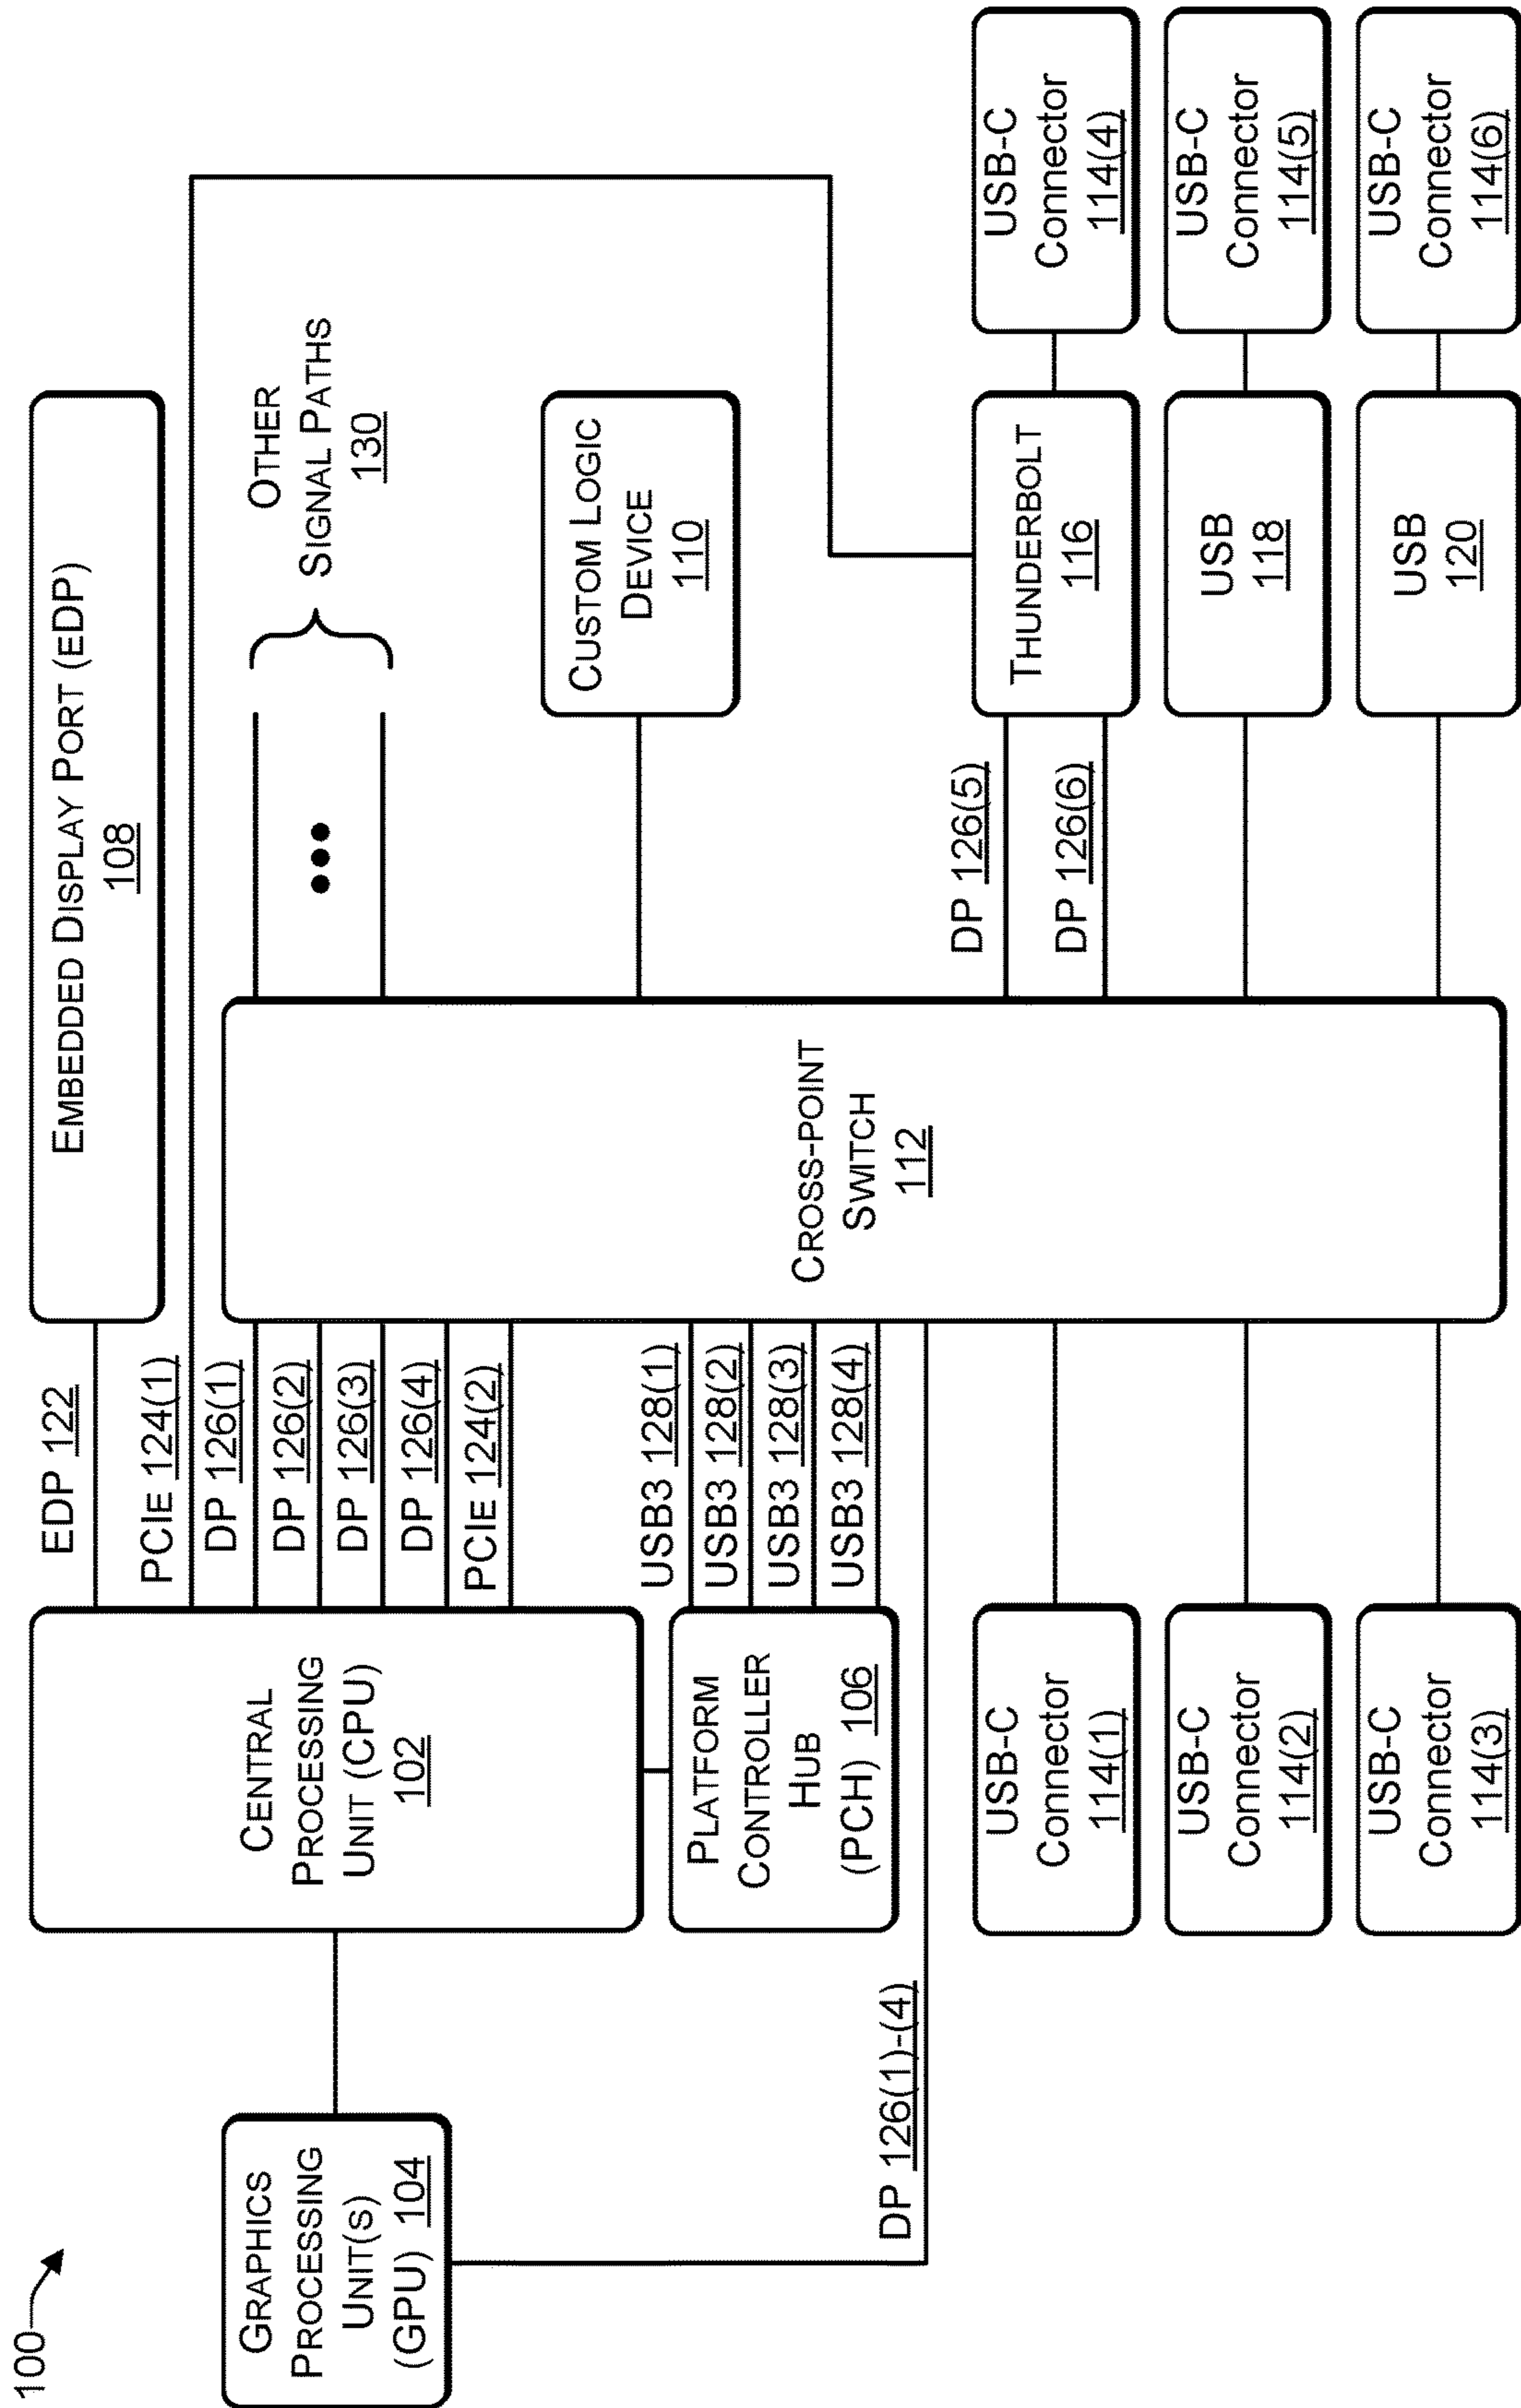 100
GRAPHICS
PROCESSING
UNIT(S)
(GPU) 104
CENTRAL
PROCESSING
UNIT (CPU)
102
PLATFORM
CONTROLLER
HUB
(PCH) 106
EDP 122
PCIE 124(1)
DP 126(1)
DP 126(2)
DP 126(3)
DP 126(4)
PCIE 124(2)
USB3 128(1)
USB3 128(2)
USB3 128(3)
USB3 128(4)
DP 126(1)-(4)
USB-C
Connector
114(1)
USB-C
Connector
114(2)
USB-C
Connector
114(3)
EMBEDDED DISPLAY PORT (EDP)
108
CROSS-POINT
SWITCH
112
OTHER
SIGNAL PATHS
130
CUSTOM LOGIC
DEVICE
110
DP 126(5)
DP 126(6)
THUNDERBOLT
116
USB
118
USB
120
USB-C
Connector
114(4)
USB-C
Connector
114(5)
USB-C
Connector
114(6)